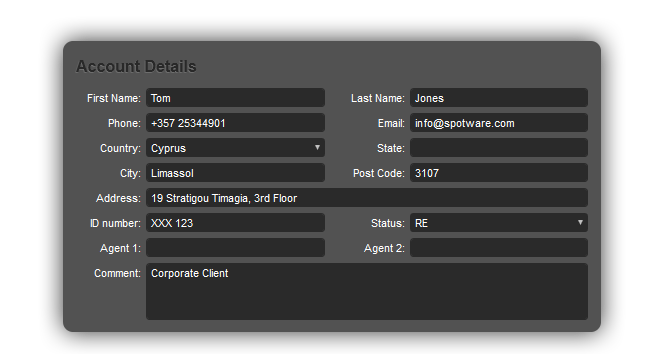 Account Details
First Name: Tom Last Name: Jones
Phone: +357 25344901 Email: info@spotware.com
Country: Cyprus State:
City: Limassol Post Code: 3107
Address: 19 Stratigou Timagia, 3rd Floor
ID number: XXX 123 Status: RE
Agent 1: Agent 2:
Comment: Corporate Client